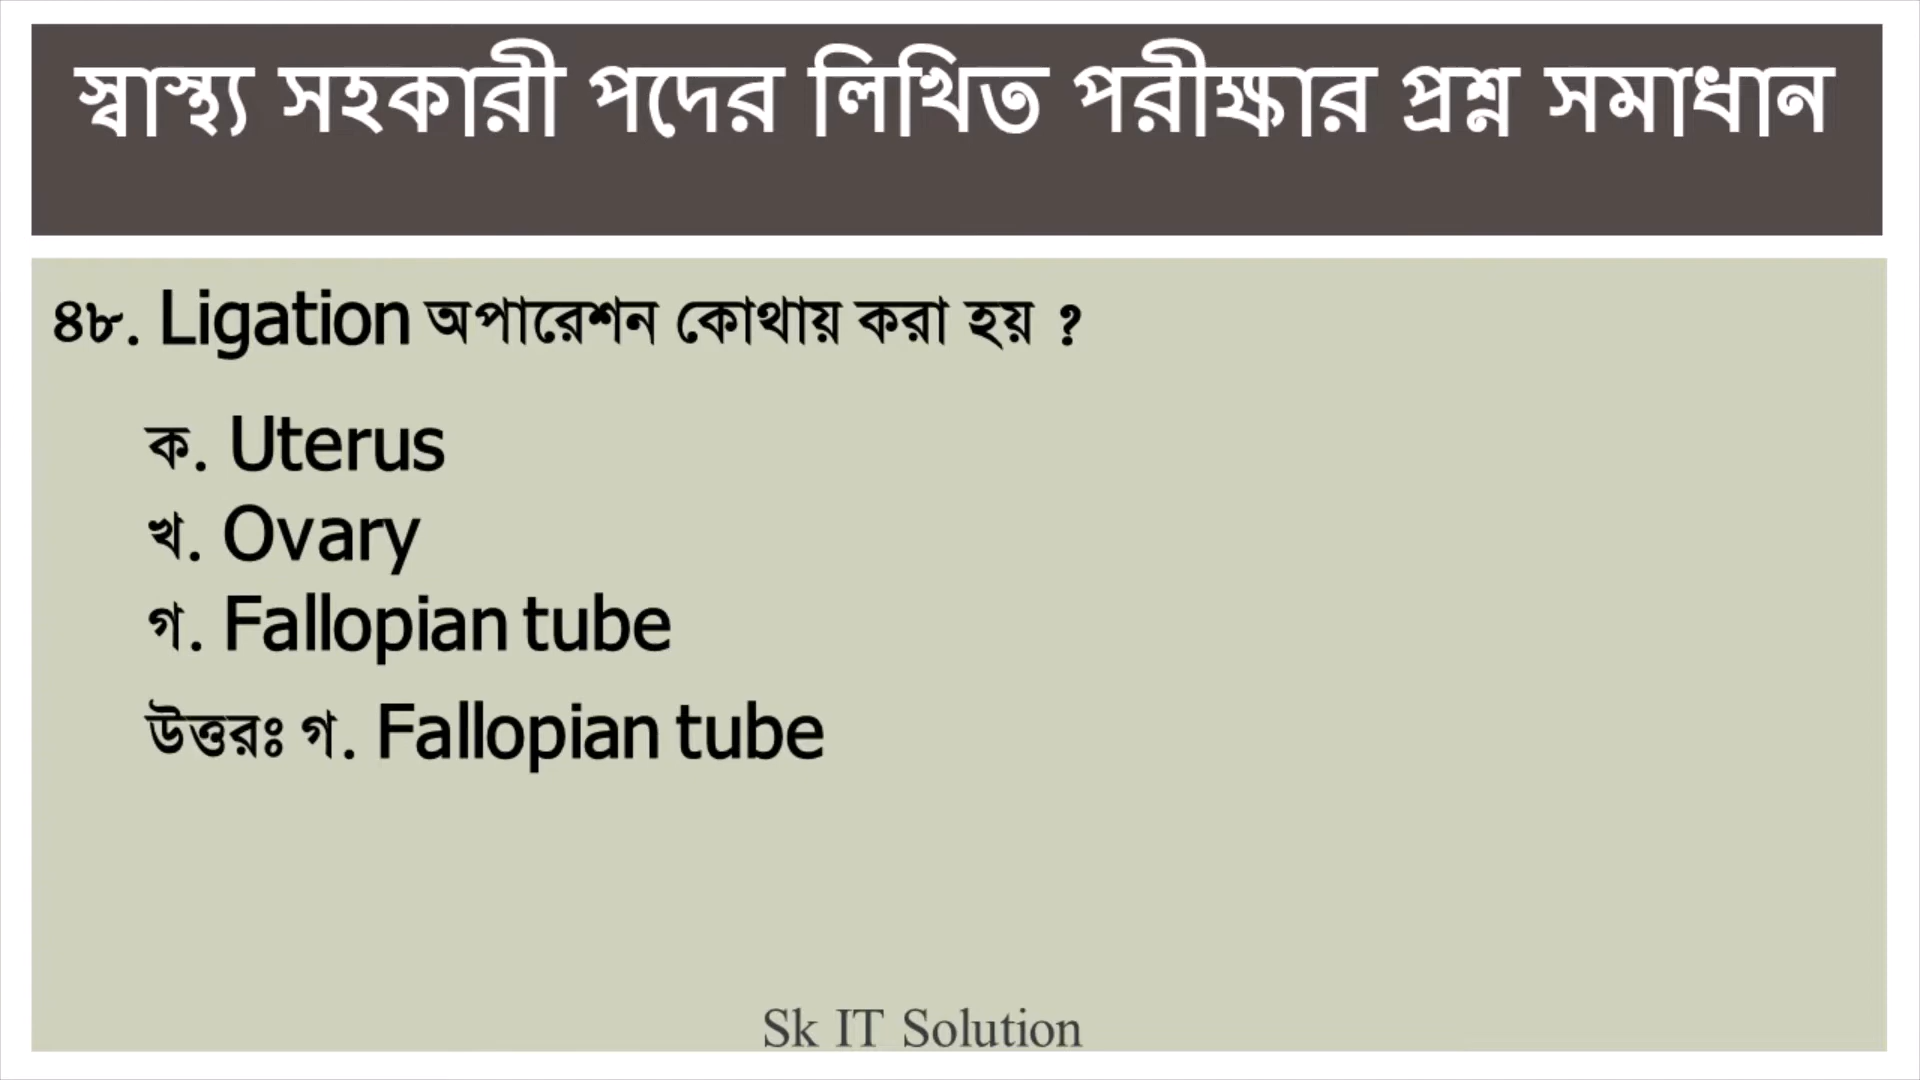 স্বাস্থ্য সহকারী পদের লিখিত পরীক্ষার প্রশ্ন সমাধান
৪৮. Ligation অপারেশন কোথায় করা হয় ?
ক. Uterus
খ. Ovary
গ. Fallopian tube
উত্তরঃ গ. Fallopian tube
Sk IT Solution